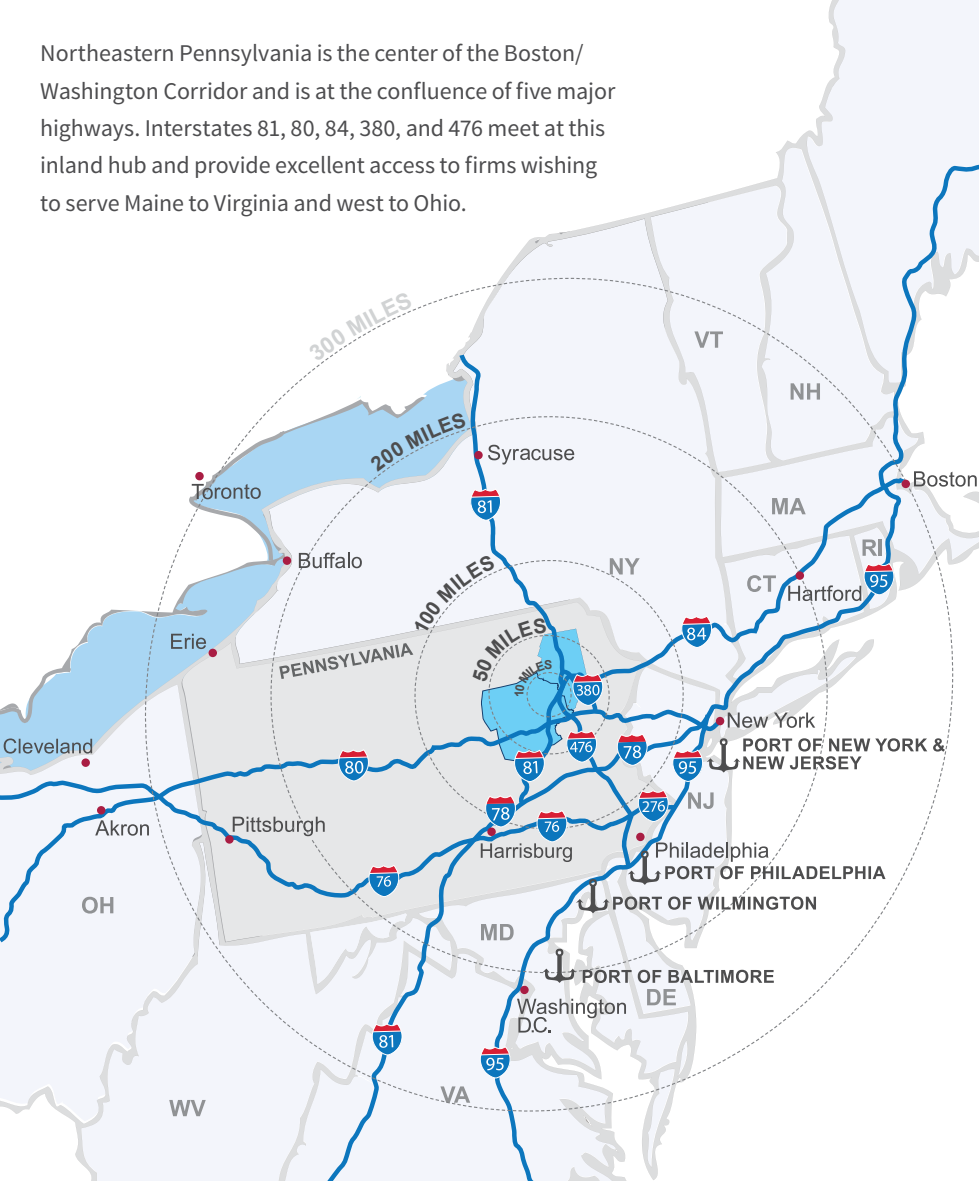 Northeastern Pennsylvania is the center of the Boston/
Washington Corridor and is at the confluence of five major
highways. Interstates 81, 80, 84, 380, and 476 meet at this
inland hub and provide excellent access to firms wishing
to serve Maine to Virginia and west to Ohio.
300 MILES
VT
NH
200 MILES
Syracuse
Toronto
Boston
81
MA
RI
Buffalo
NY
100 MILES
CT
95
Hartford
84
50 MILES
Erie
PENNSYLVANIA
10 MILES
380
New York
Cleveland
476
78
PORT OF NEW YORK &
NEW JERSEY
80
81
95
NJ
78
276
Akron
Pittsburgh
76
Harrisburg
Philadelphia
76
PORT OF PHILADELPHIA
OH
PORT OF WILMINGTON
MD
PORT OF BALTIMORE
DE
Washington
D.C.
81
95
VA
WV